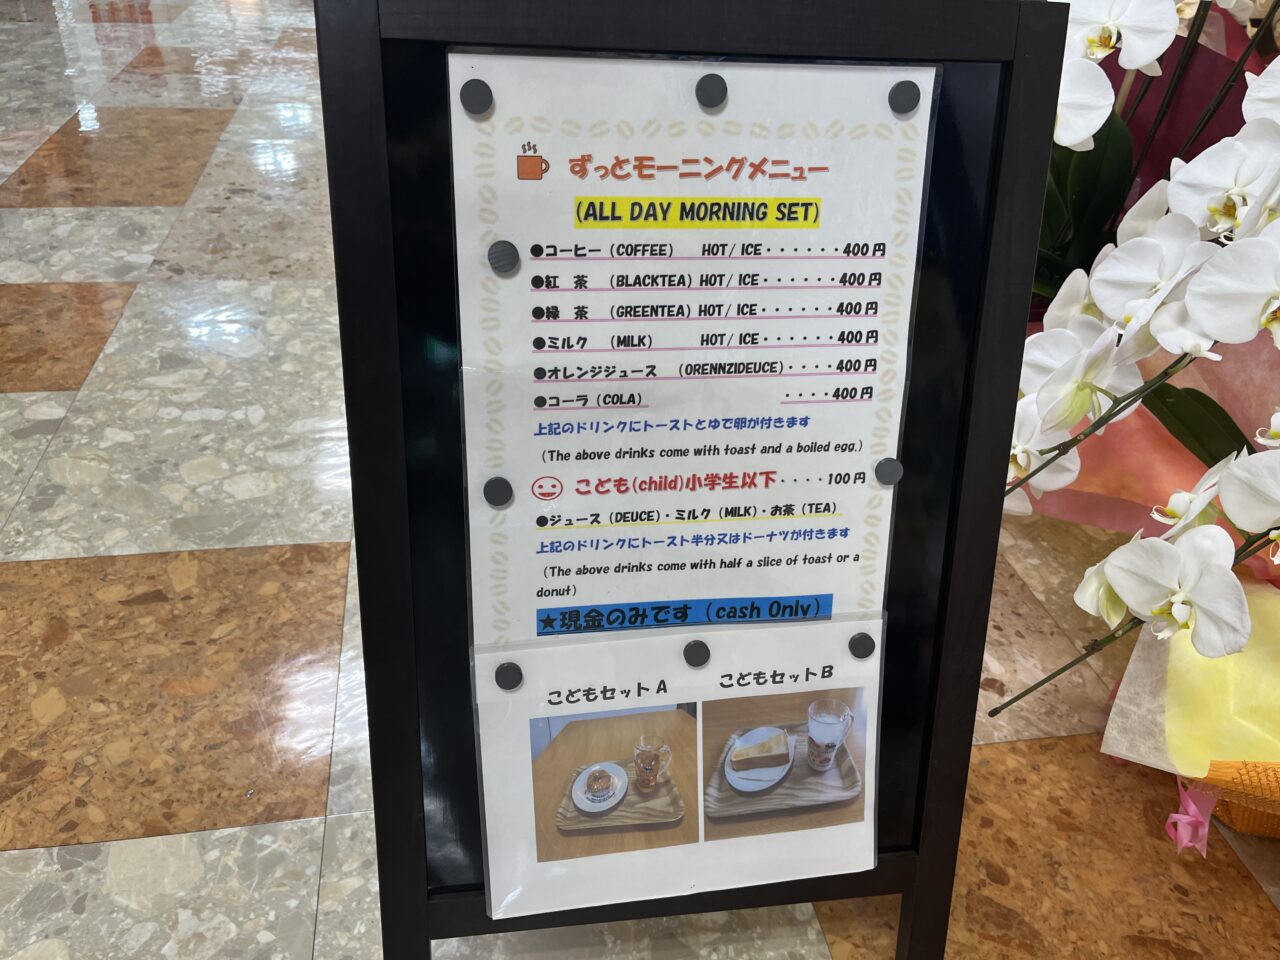 ずっとモーニングメニュー
(ALL DAY MORNING SET)
●コーヒー（COFFEE） HOT/ ICE・・・・・・400円
●紅 茶 （BLACKTEA）HOT/ ICE・・・・・・400円
●緑 茶 （GREENTEA）HOT/ ICE・・・・・・400円
●ミルク （MILK） HOT/ ICE・・・・・・400円
●オレンジジュース （ORENNZIDEUCE）・・・・400円
●コーラ（COLA） ・・・・400円
上記のドリンクにトーストとゆで卵が付きます
（The above drinks come with toast and a boiled egg.）
こども(child)小学生以下・・・・100円
●ジュース（DEUCE）・ミルク（MILK）・お茶（TEA）
上記のドリンクにトースト半分又はドーナツが付きます
（The above drinks come with half a slice of toast or a
donut）
★現金のみです（cash Only）
こどもセットA こどもセットB